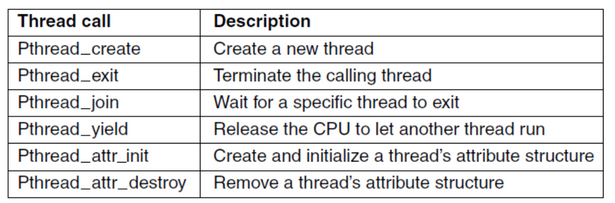 Thread call Description
Pthread_create Create a new thread
Pthread_exit Terminate the calling thread
Pthread_join Wait for a specific thread to exit
Pthread_yield Release the CPU to let another thread run
Pthread_attr_init Create and initialize a thread's attribute structure
Pthread_attr_destroy Remove a thread's attribute structure